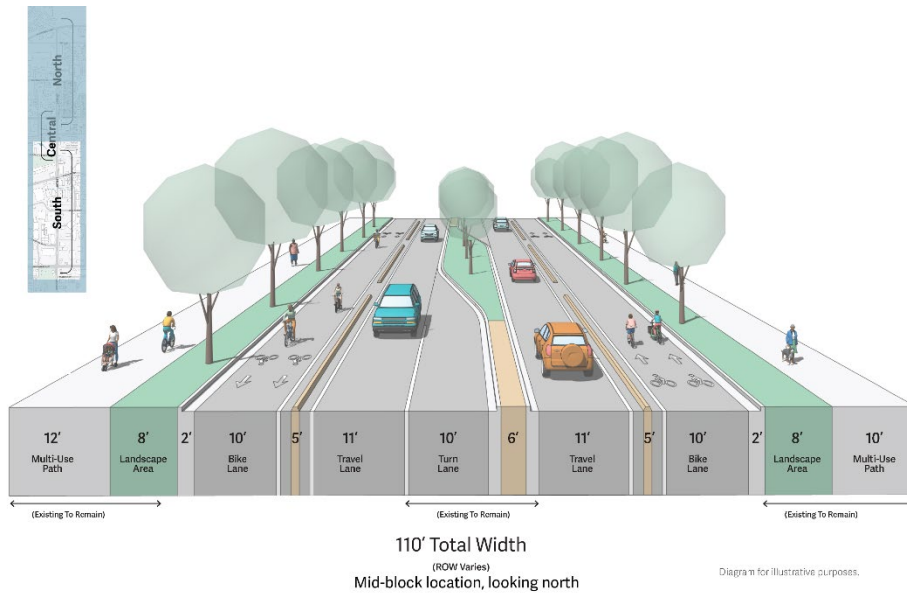 North
Central
South
12'
Multi-Use
Path
8'
Landscape
Area
2'
10'
Bike
Lane
5'
11'
Travel
Lane
10'
Turn
Lane
6'
11'
Travel
Lane
5'
10'
Bike
Lane
2'
8'
Landscape
Area
10'
Multi-Use
Path
(Existing To Remain)
(Existing To Remain)
(Existing To Remain)
110' Total Width
(ROW Varies)
Mid-block location, looking north
Diagram for illustrative purposes.